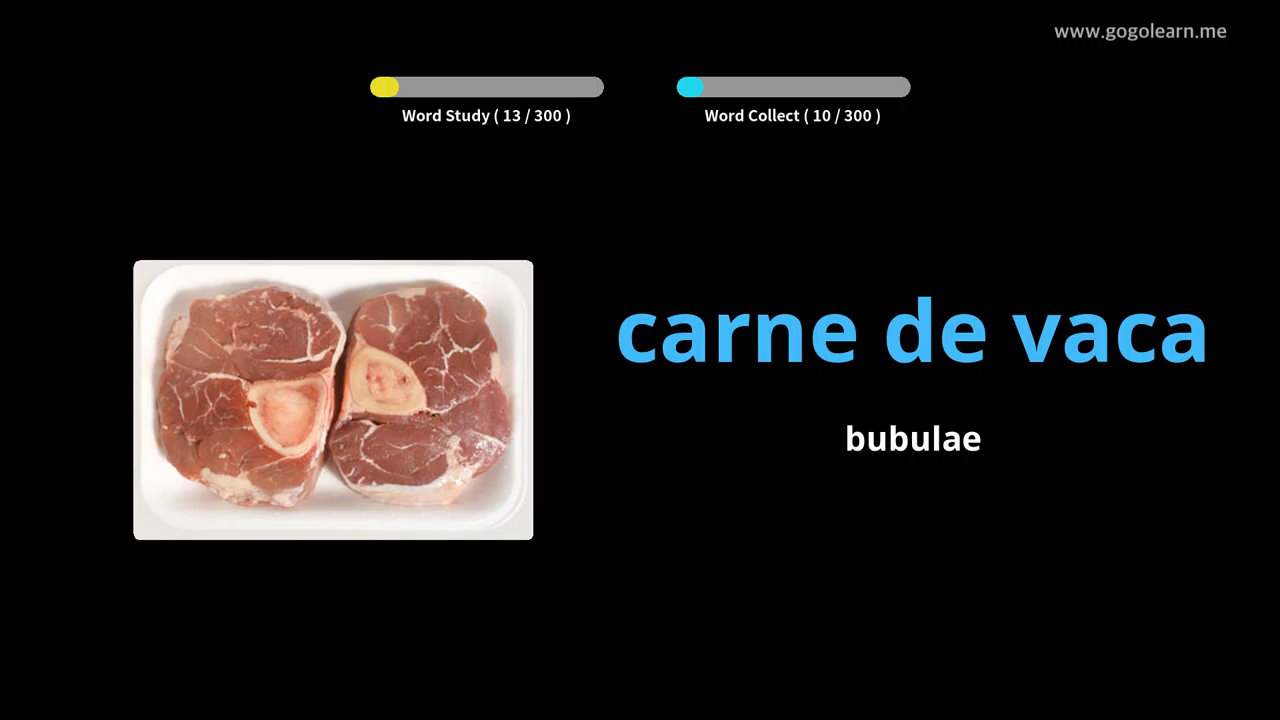 www.gogolearn.me
Word Study ( 13 / 300 )
Word Collect ( 10 / 300 )
carne de vaca
bubulae